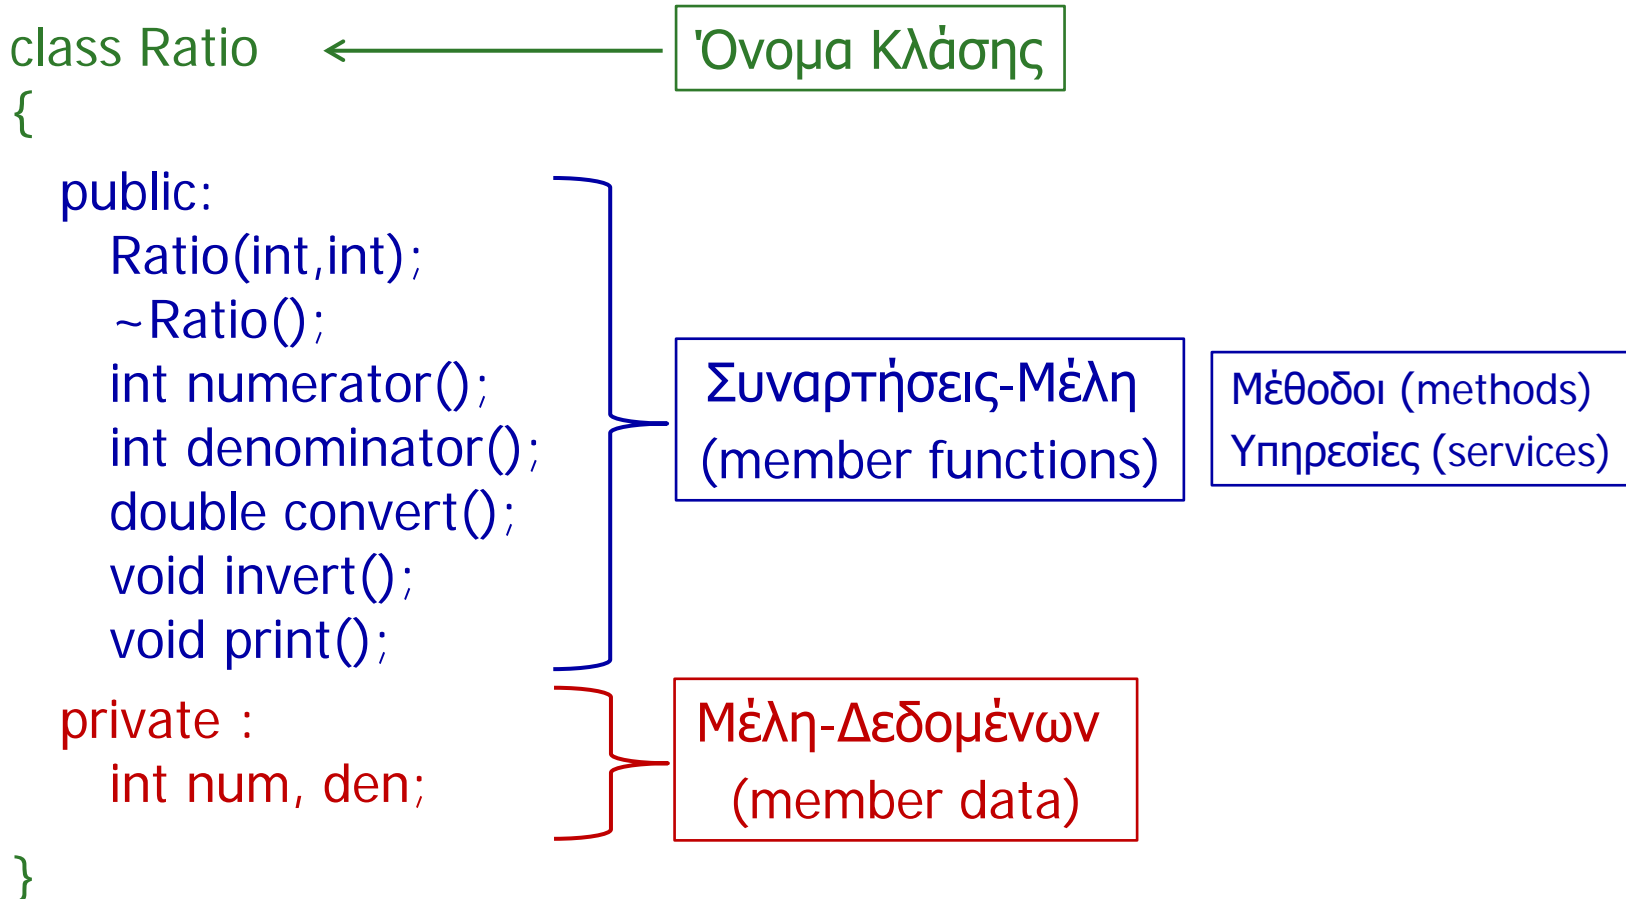 class Ratio
Όνομα Κλάσης
{
public:
Ratio(int,int);
~Ratio();
int numerator();
int denominator();
double convert();
void invert();
void print();
Συναρτήσεις-Μέλη
(member functions)
Μέθοδοι (methods)
Υπηρεσίες (services)
private :
int num, den;
Μέλη-Δεδομένων
(member data)
}